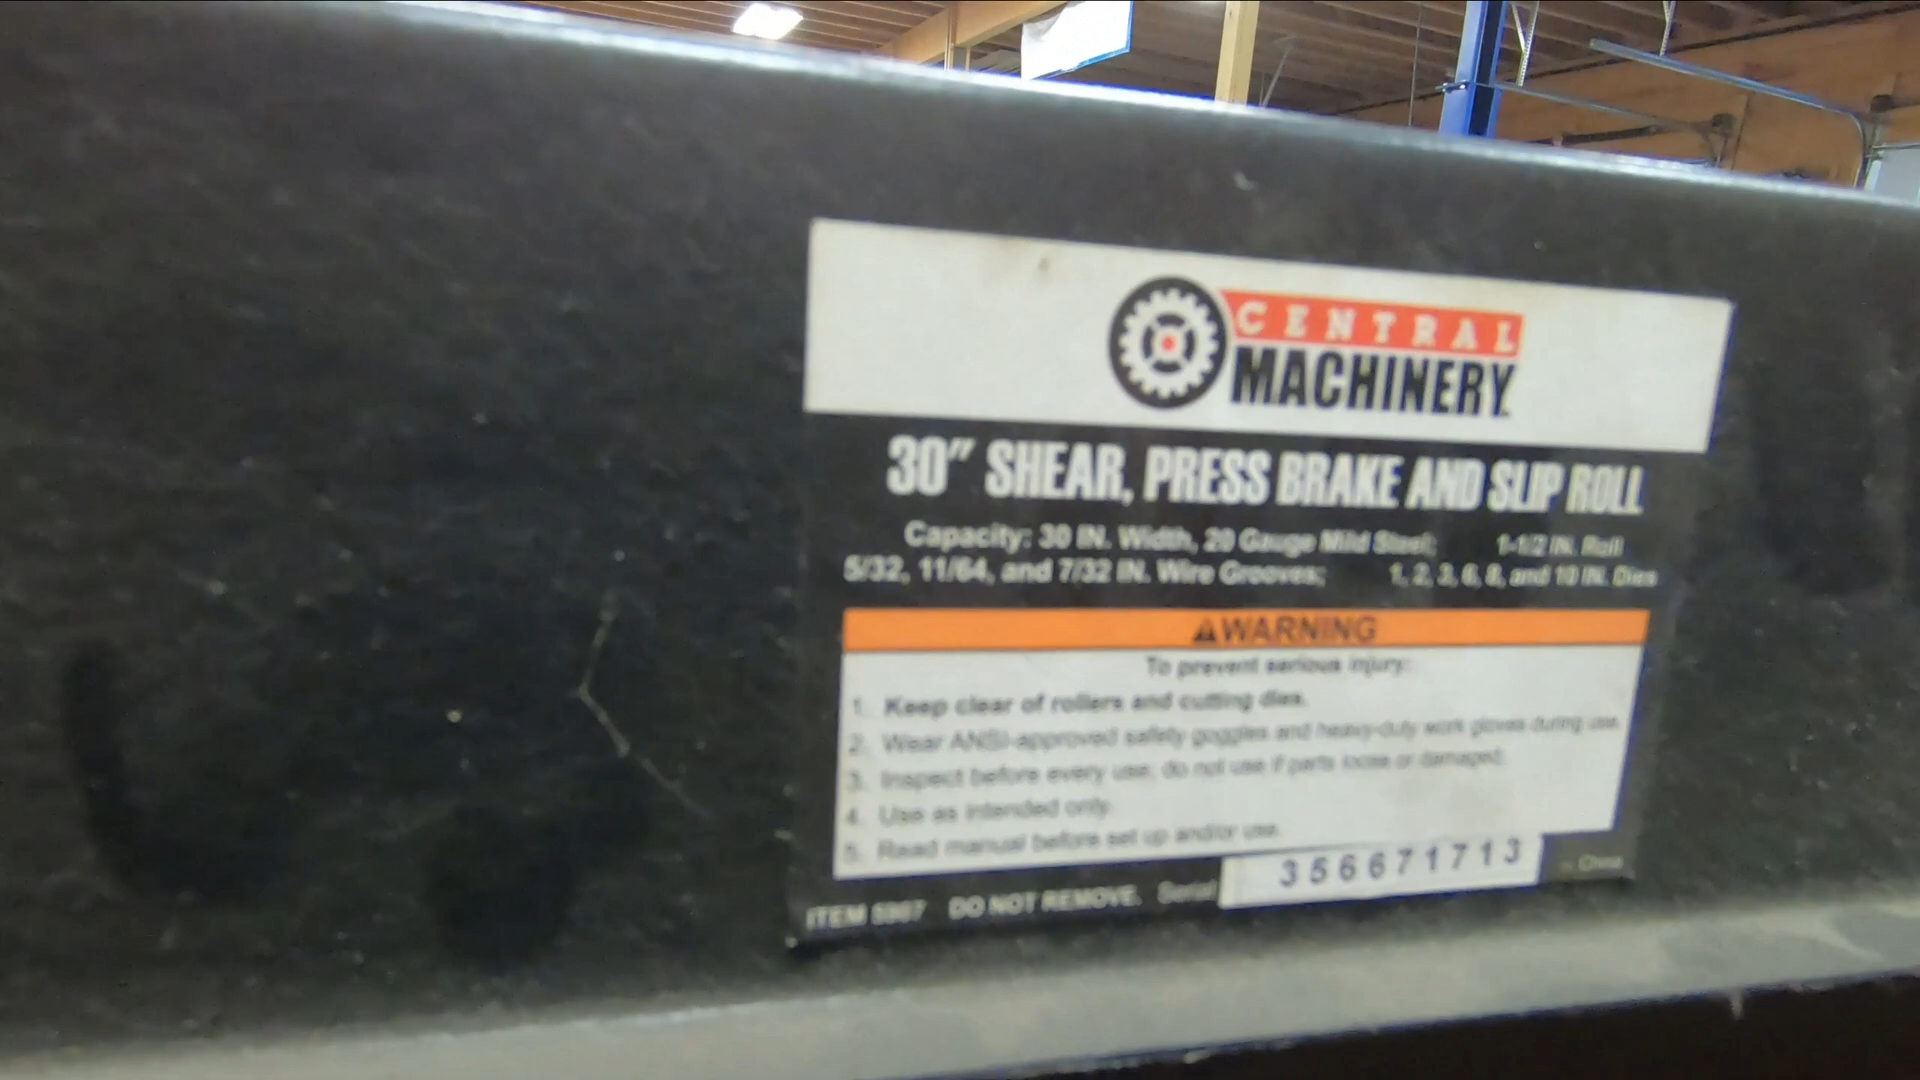 CENTRAL
MACHINERY
30" SHEAR, PRESS BRAKE AND SLIP ROLL
Capacity: 30 IN. Width, 20 Gauge Mild Steel; 1-1/2 IN. Roll
5/32, 11/64, and 7/32 IN. Wire Grooves; 1, 2, 3, 6, 8, and 10 IN. Dies
WARNING
To prevent serious injury:
1. Keep clear of rollers and cutting dies.
2. Wear ANSI-approved safety goggles and heavy-duty work gloves during use.
3. Inspect before every use; do not use if parts loose or damaged.
4. Use as intended only.
5. Read manual before set up and/or use.
ITEM DO NOT REMOVE. Serial 356671713 China